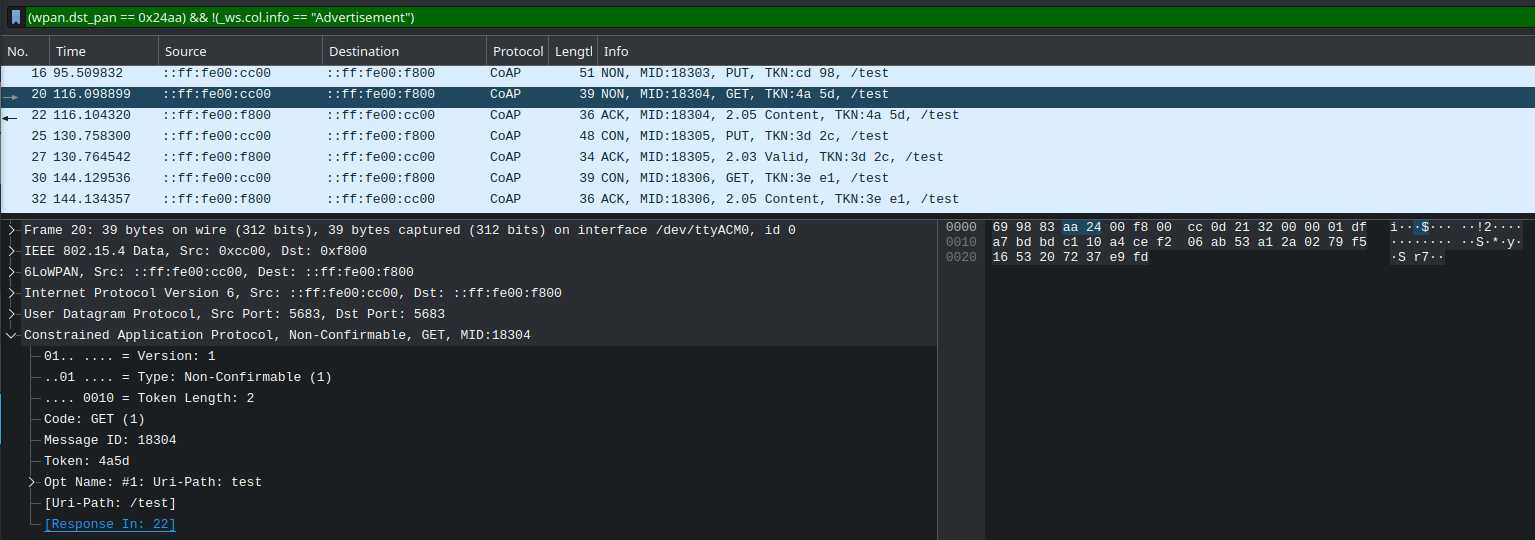 (wpan.dst_pan == 0x24aa) && !(_ws.col.info == "Advertisement")
No. Time Source Destination Protocol Lengtl Info
16 95.509832 ::ff:fe00:cc00 ::ff:fe00:f800 CoAP 51 NON, MID:18303, PUT, TKN:cd 98, /test
20 116.098899 ::ff:fe00:cc00 ::ff:fe00:f800 CoAP 39 NON, MID:18304, GET, TKN:4a 5d, /test
22 116.104320 ::ff:fe00:f800 ::ff:fe00:cc00 CoAP 36 ACK, MID:18304, 2.05 Content, TKN:4a 5d, /test
25 130.758300 ::ff:fe00:cc00 ::ff:fe00:f800 CoAP 48 CON, MID:18305, PUT, TKN:3d 2c, /test
27 130.764542 ::ff:fe00:f800 ::ff:fe00:cc00 CoAP 34 ACK, MID:18305, 2.03 Valid, TKN:3d 2c, /test
30 144.129536 ::ff:fe00:cc00 ::ff:fe00:f800 CoAP 39 CON, MID:18306, GET, TKN:3e e1, /test
32 144.134357 ::ff:fe00:f800 ::ff:fe00:cc00 CoAP 36 ACK, MID:18306, 2.05 Content, TKN:3e e1, /test
Frame 20: 39 bytes on wire (312 bits), 39 bytes captured (312 bits) on interface /dev/ttyACM0, id 0
IEEE 802.15.4 Data, Src: 0xcc00, Dst: 0xf800
6LoWPAN, Src: ::ff:fe00:cc00, Dest: ::ff:fe00:f800
Internet Protocol Version 6, Src: ::ff:fe00:cc00, Dst: ::ff:fe00:f800
User Datagram Protocol, Src Port: 5683, Dst Port: 5683
Constrained Application Protocol, Non-Confirmable, GET, MID:18304
01.. .... = Version: 1
..01 .... = Type: Non-Confirmable (1)
.... 0010 = Token Length: 2
Code: GET (1)
Message ID: 18304
Token: 4a5d
Opt Name: #1: Uri-Path: test
[Uri-Path: /test]
[Response In: 22]
0000 69 98 83 aa 24 00 f8 00 cc 0d 21 32 00 00 01 df i···$··· ··!2····
0010 a7 bd bd c1 10 a4 ce f2 06 ab 53 a1 2a 02 79 f5 ········ ··S·*·y·
0020 16 53 20 72 37 e9 fd ·S r7··